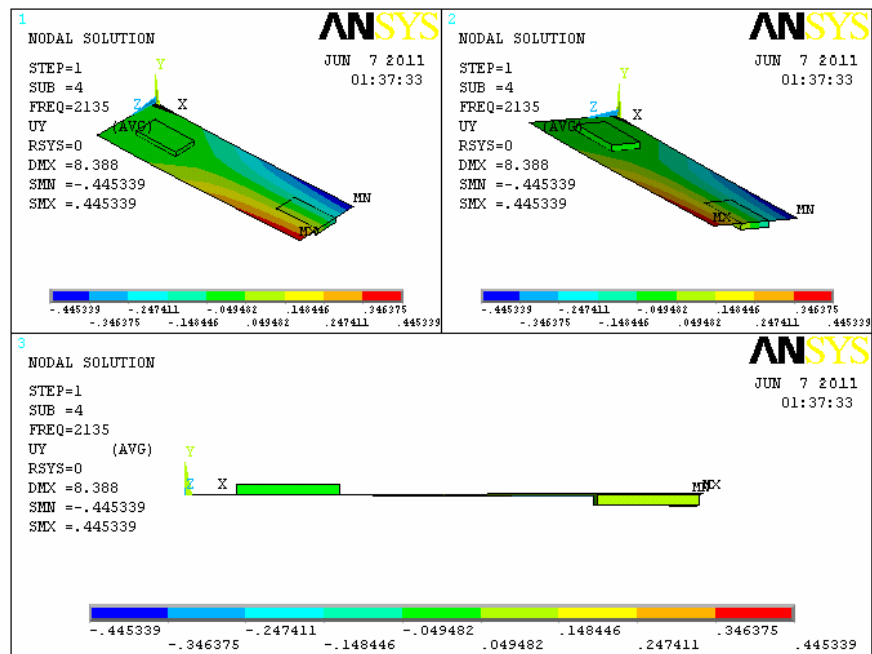 1
ANSYS
NODAL SOLUTION
JUN 7 2011
01:37:33
STEP=1
SUB =4
FREQ=2135
UY (AVG)
RSYS=0
DMX =8.388
SMN =-.445339
SMX =.445339
Y
Z X
MN
MX
-.445339 -.247411 -.049482 .148446 .346375
-.346375 -.148446 .049482 .247411 .445339
2
ANSYS
NODAL SOLUTION
JUN 7 2011
01:37:33
STEP=1
SUB =4
FREQ=2135
UY (AVG)
RSYS=0
DMX =8.388
SMN =-.445339
SMX =.445339
Y
Z X
MN
MX
-.445339 -.247411 -.049482 .148446 .346375
-.346375 -.148446 .049482 .247411 .445339
3
ANSYS
NODAL SOLUTION
JUN 7 2011
01:37:33
STEP=1
SUB =4
FREQ=2135
UY (AVG)
RSYS=0
DMX =8.388
SMN =-.445339
SMX =.445339
Y
Z X
MN MX
-.445339 -.247411 -.049482 .148446 .346375
-.346375 -.148446 .049482 .247411 .445339